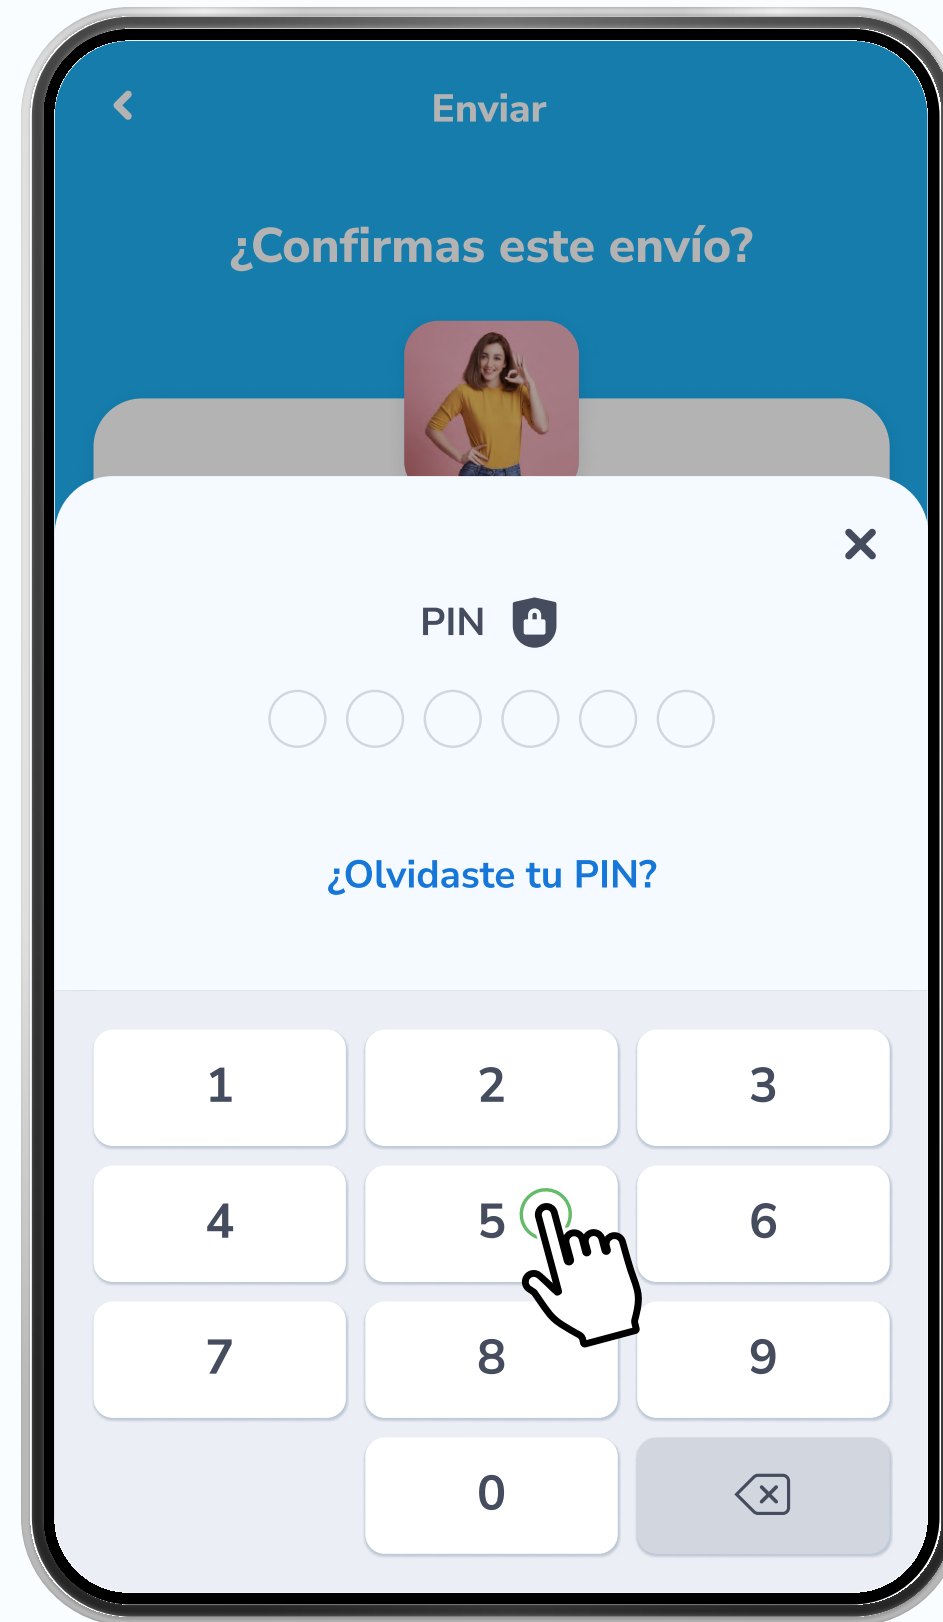 Enviar
¿Confirmas este envío?
PIN
¿Olvidaste tu PIN?
1 2 3
4 5 6
7 8 9
0